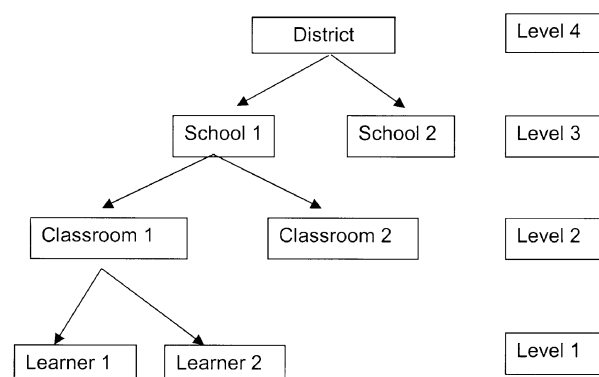 District
Level 4
School 1
School 2
Level 3
Classroom 1
Classroom 2
Level 2
Learner 1
Learner 2
Level 1